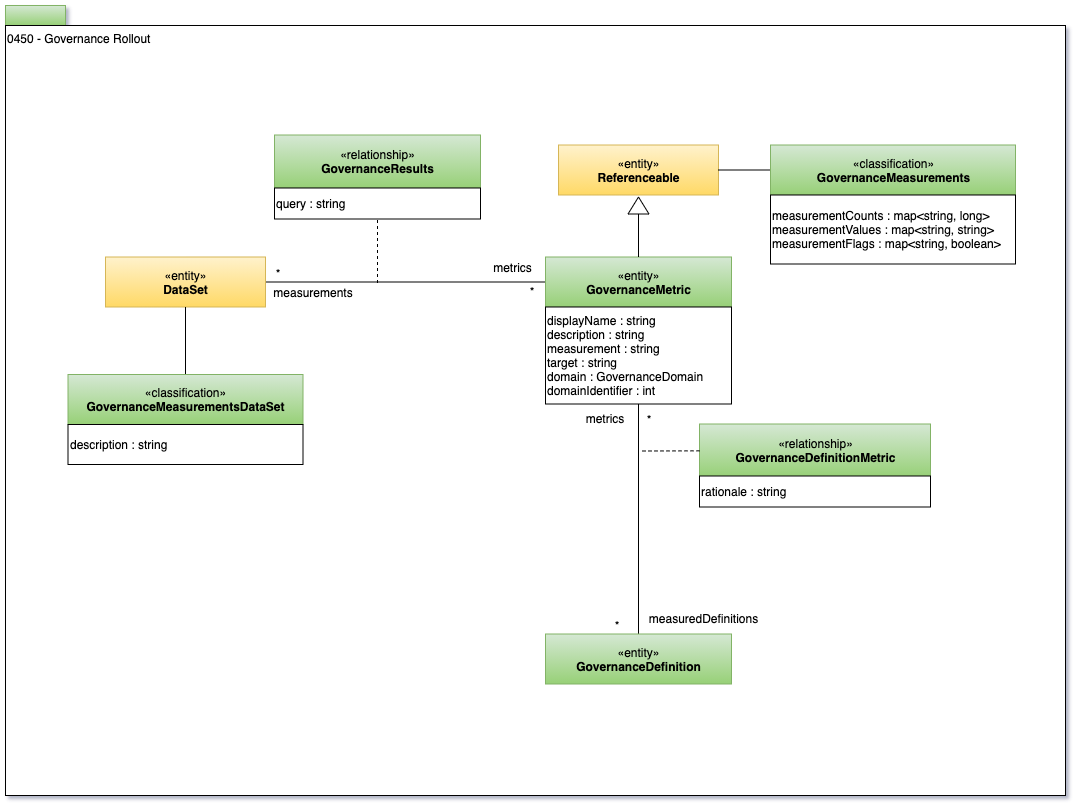 0450 - Governance Rollout
«relationship»
GovernanceResults
query : string
«entity»
Referenceable
«classification»
GovernanceMeasurements
measurementCounts : map<string, long>
measurementValues : map<string, string>
measurementFlags : map<string, boolean>
«entity»
DataSet
*
measurements
metrics
*
«entity»
GovernanceMetric
displayName : string
description : string
measurement : string
target : string
domain : GovernanceDomain
domainIdentifier : int
«classification»
GovernanceMeasurementsDataSet
description : string
metrics
*
«relationship»
GovernanceDefinitionMetric
rationale : string
*
measuredDefinitions
«entity»
GovernanceDefinition